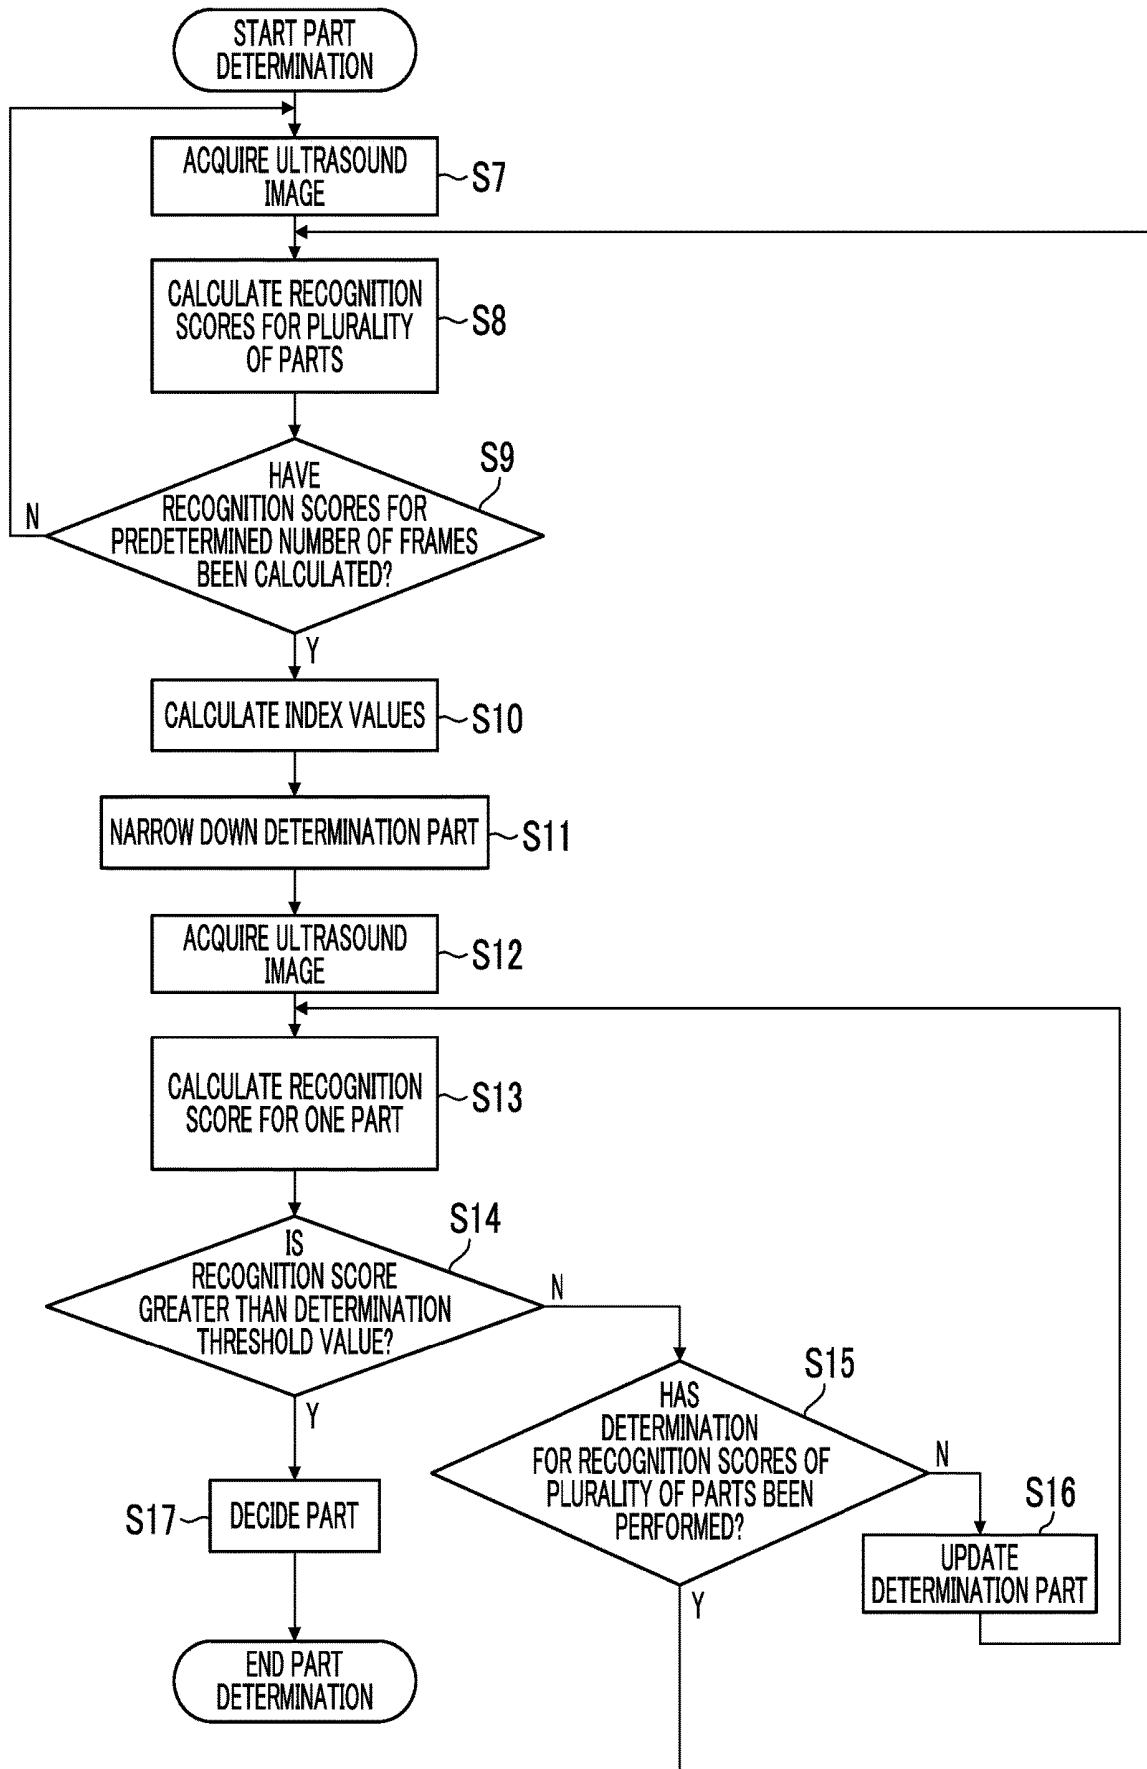 START PART
DETERMINATION
ACQUIRE ULTRASOUND
IMAGE
S7
CALCULATE RECOGNITION
SCORES FOR PLURALITY
OF PARTS
S8
S9
HAVE
RECOGNITION SCORES FOR
PREDETERMINED NUMBER OF FRAMES
BEEN CALCULATED?
N
Y
CALCULATE INDEX VALUES
S10
NARROW DOWN DETERMINATION PART
S11
ACQUIRE ULTRASOUND
IMAGE
S12
CALCULATE RECOGNITION
SCORE FOR ONE PART
S13
S14
IS
RECOGNITION SCORE
GREATER THAN DETERMINATION
THRESHOLD VALUE?
N
Y
S15
HAS
DETERMINATION
FOR RECOGNITION SCORES OF
PLURALITY OF PARTS BEEN
PERFORMED?
N
Y
S16
UPDATE
DETERMINATION PART
S17
DECIDE PART
END PART
DETERMINATION